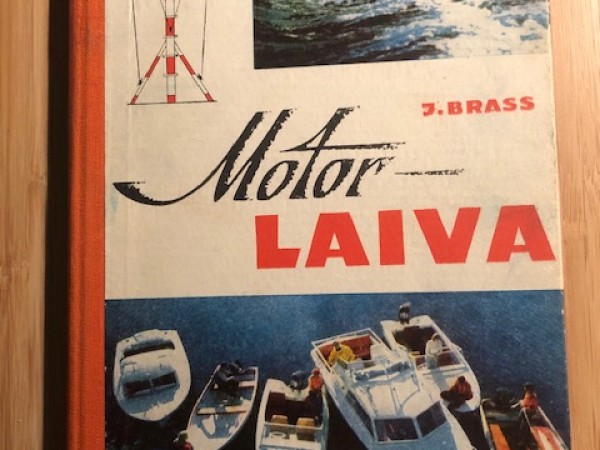 J. BRASS
Motor-
LAIVA